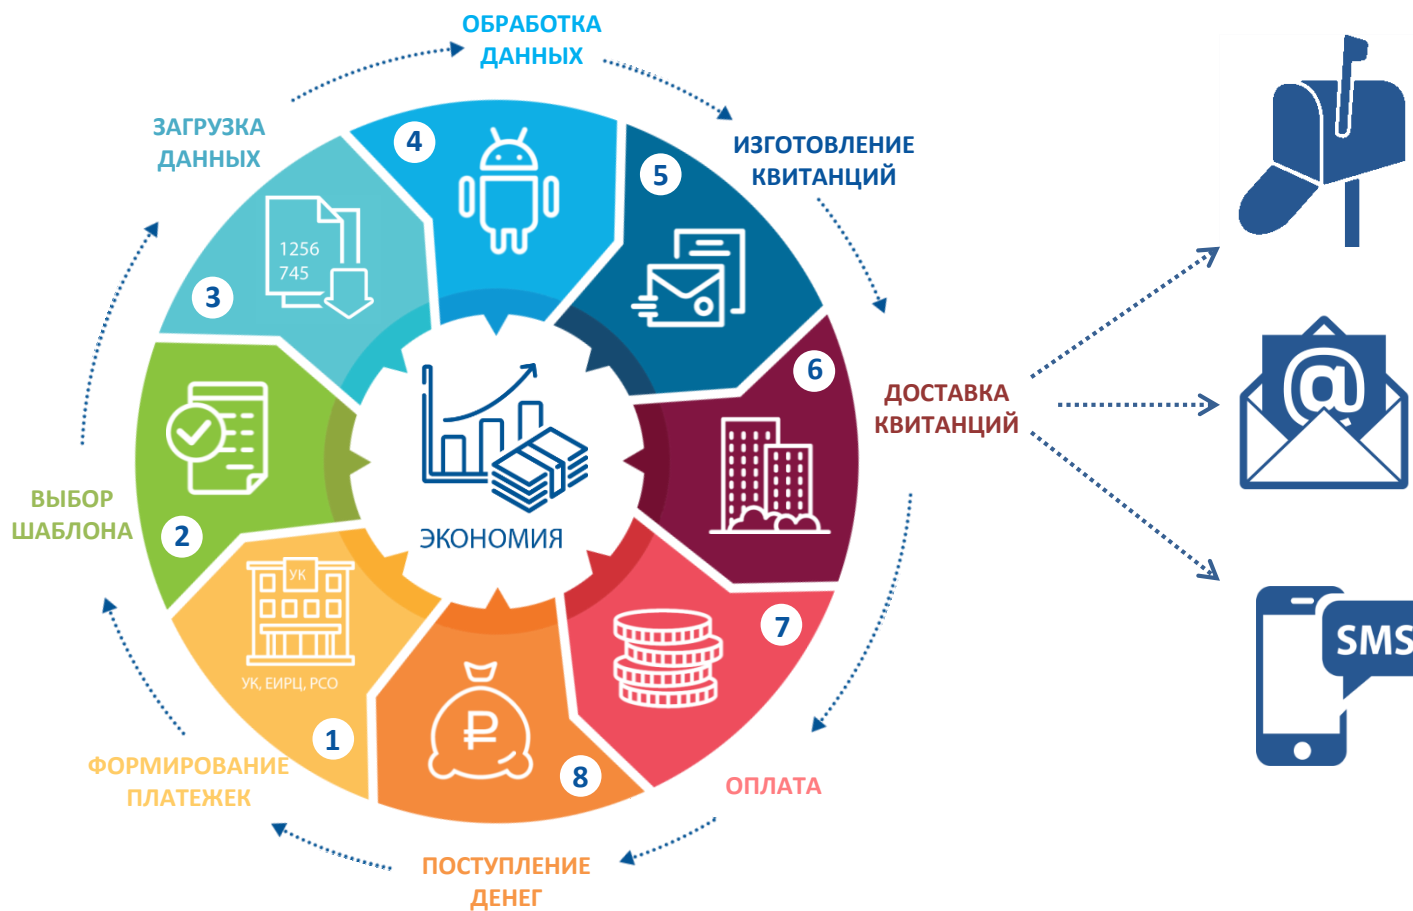 ОБРАБОТКА
ДАННЫХ
ЗАГРУЗКА
ДАННЫХ
4
ИЗГОТОВЛЕНИЕ
КВИТАНЦИЙ
5
1256
745
3
6
ДОСТАВКА
КВИТАНЦИЙ
@
ВЫБОР
ШАБЛОНА
2
ЭКОНОМИЯ
УК
УК, ЕИРЦ, РСО
1
7
SMS
₽
8
ФОРМИРОВАНИЕ
ПЛАТЕЖЕК
ОПЛАТА
ПОСТУПЛЕНИЕ
ДЕНЕГ